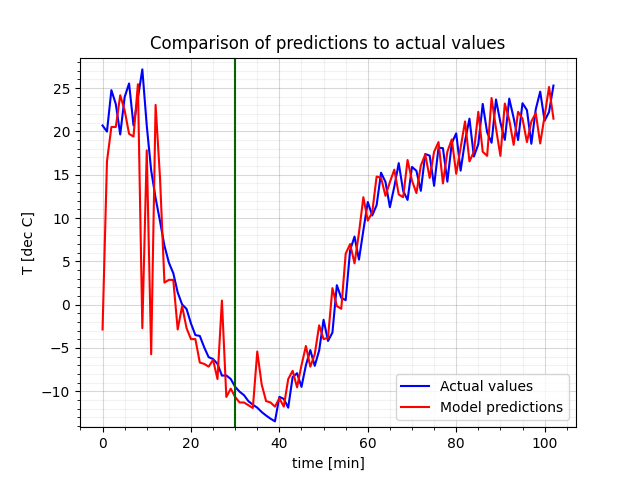 Comparison of predictions to actual values
T [dec C]
25
20
15
10
5
0
−5
−10
0 20 40 60 80 100
time [min]
Actual values
Model predictions